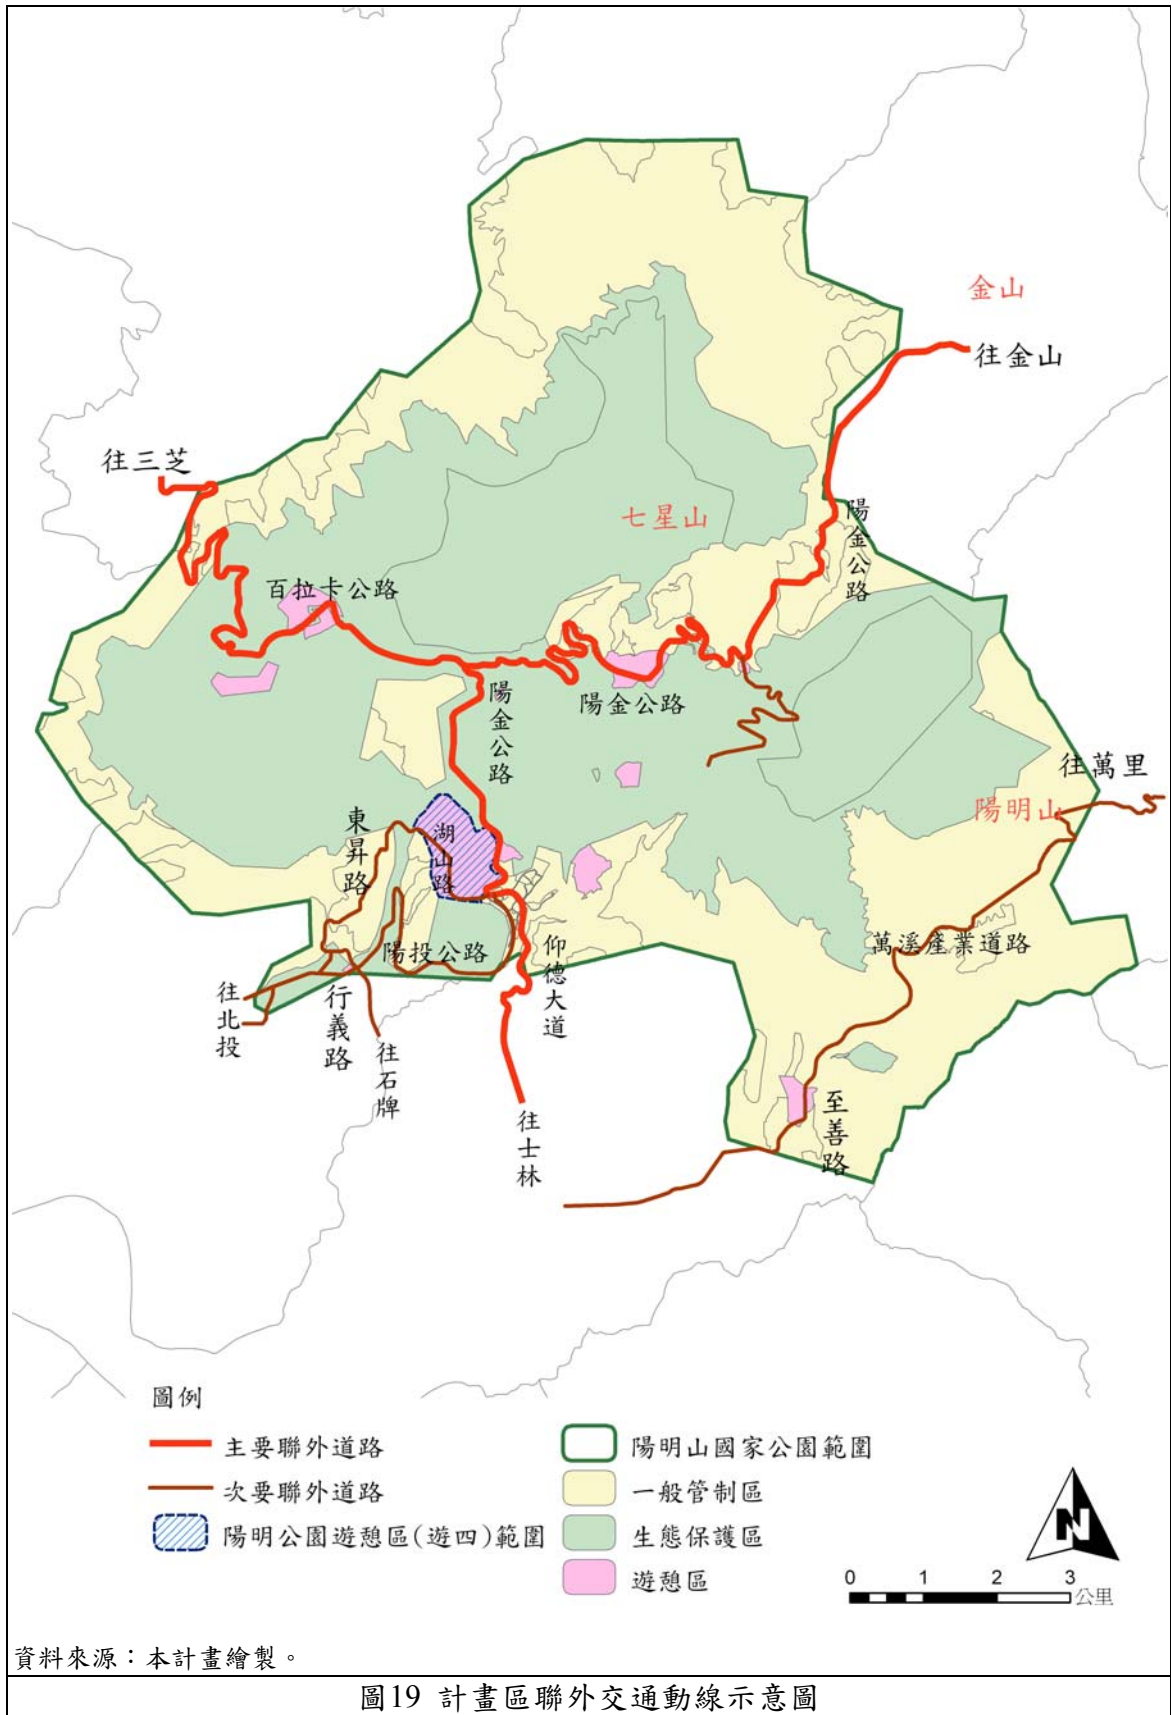 金山
往金山
往三芝
七星山
陽金公路
百拉卡公路
陽金公路
陽金公路
往萬里
陽明山
東昇路
湖山路
陽投公路
仰德大道
萬溪產業道路
往北投
行義路
往石牌
往士林
至善路
圖例
主要聯外道路
次要聯外道路
陽明公園遊憩區(遊四)範圍
陽明山國家公園範圍
一般管制區
生態保護區
遊憩區
N
0 1 2 3
公里
資料來源：本計畫繪製。
圖19 計畫區聯外交通動線示意圖